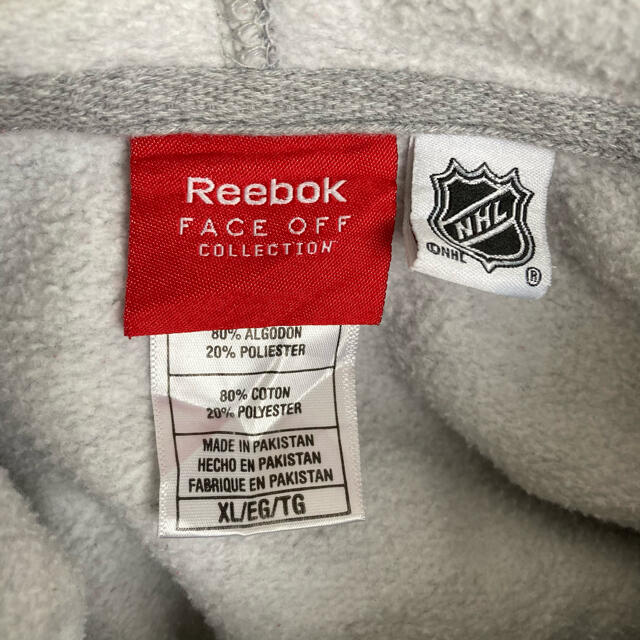 Reebok
FACE OFF
COLLECTION
NHL
©NHL
®
80% ALGODON
20% POLIESTER
80% COTON
20% POLYESTER
MADE IN PAKISTAN
HECHO EN PAKISTAN
FABRIQUE EN PAKISTAN
XL/EG/TG